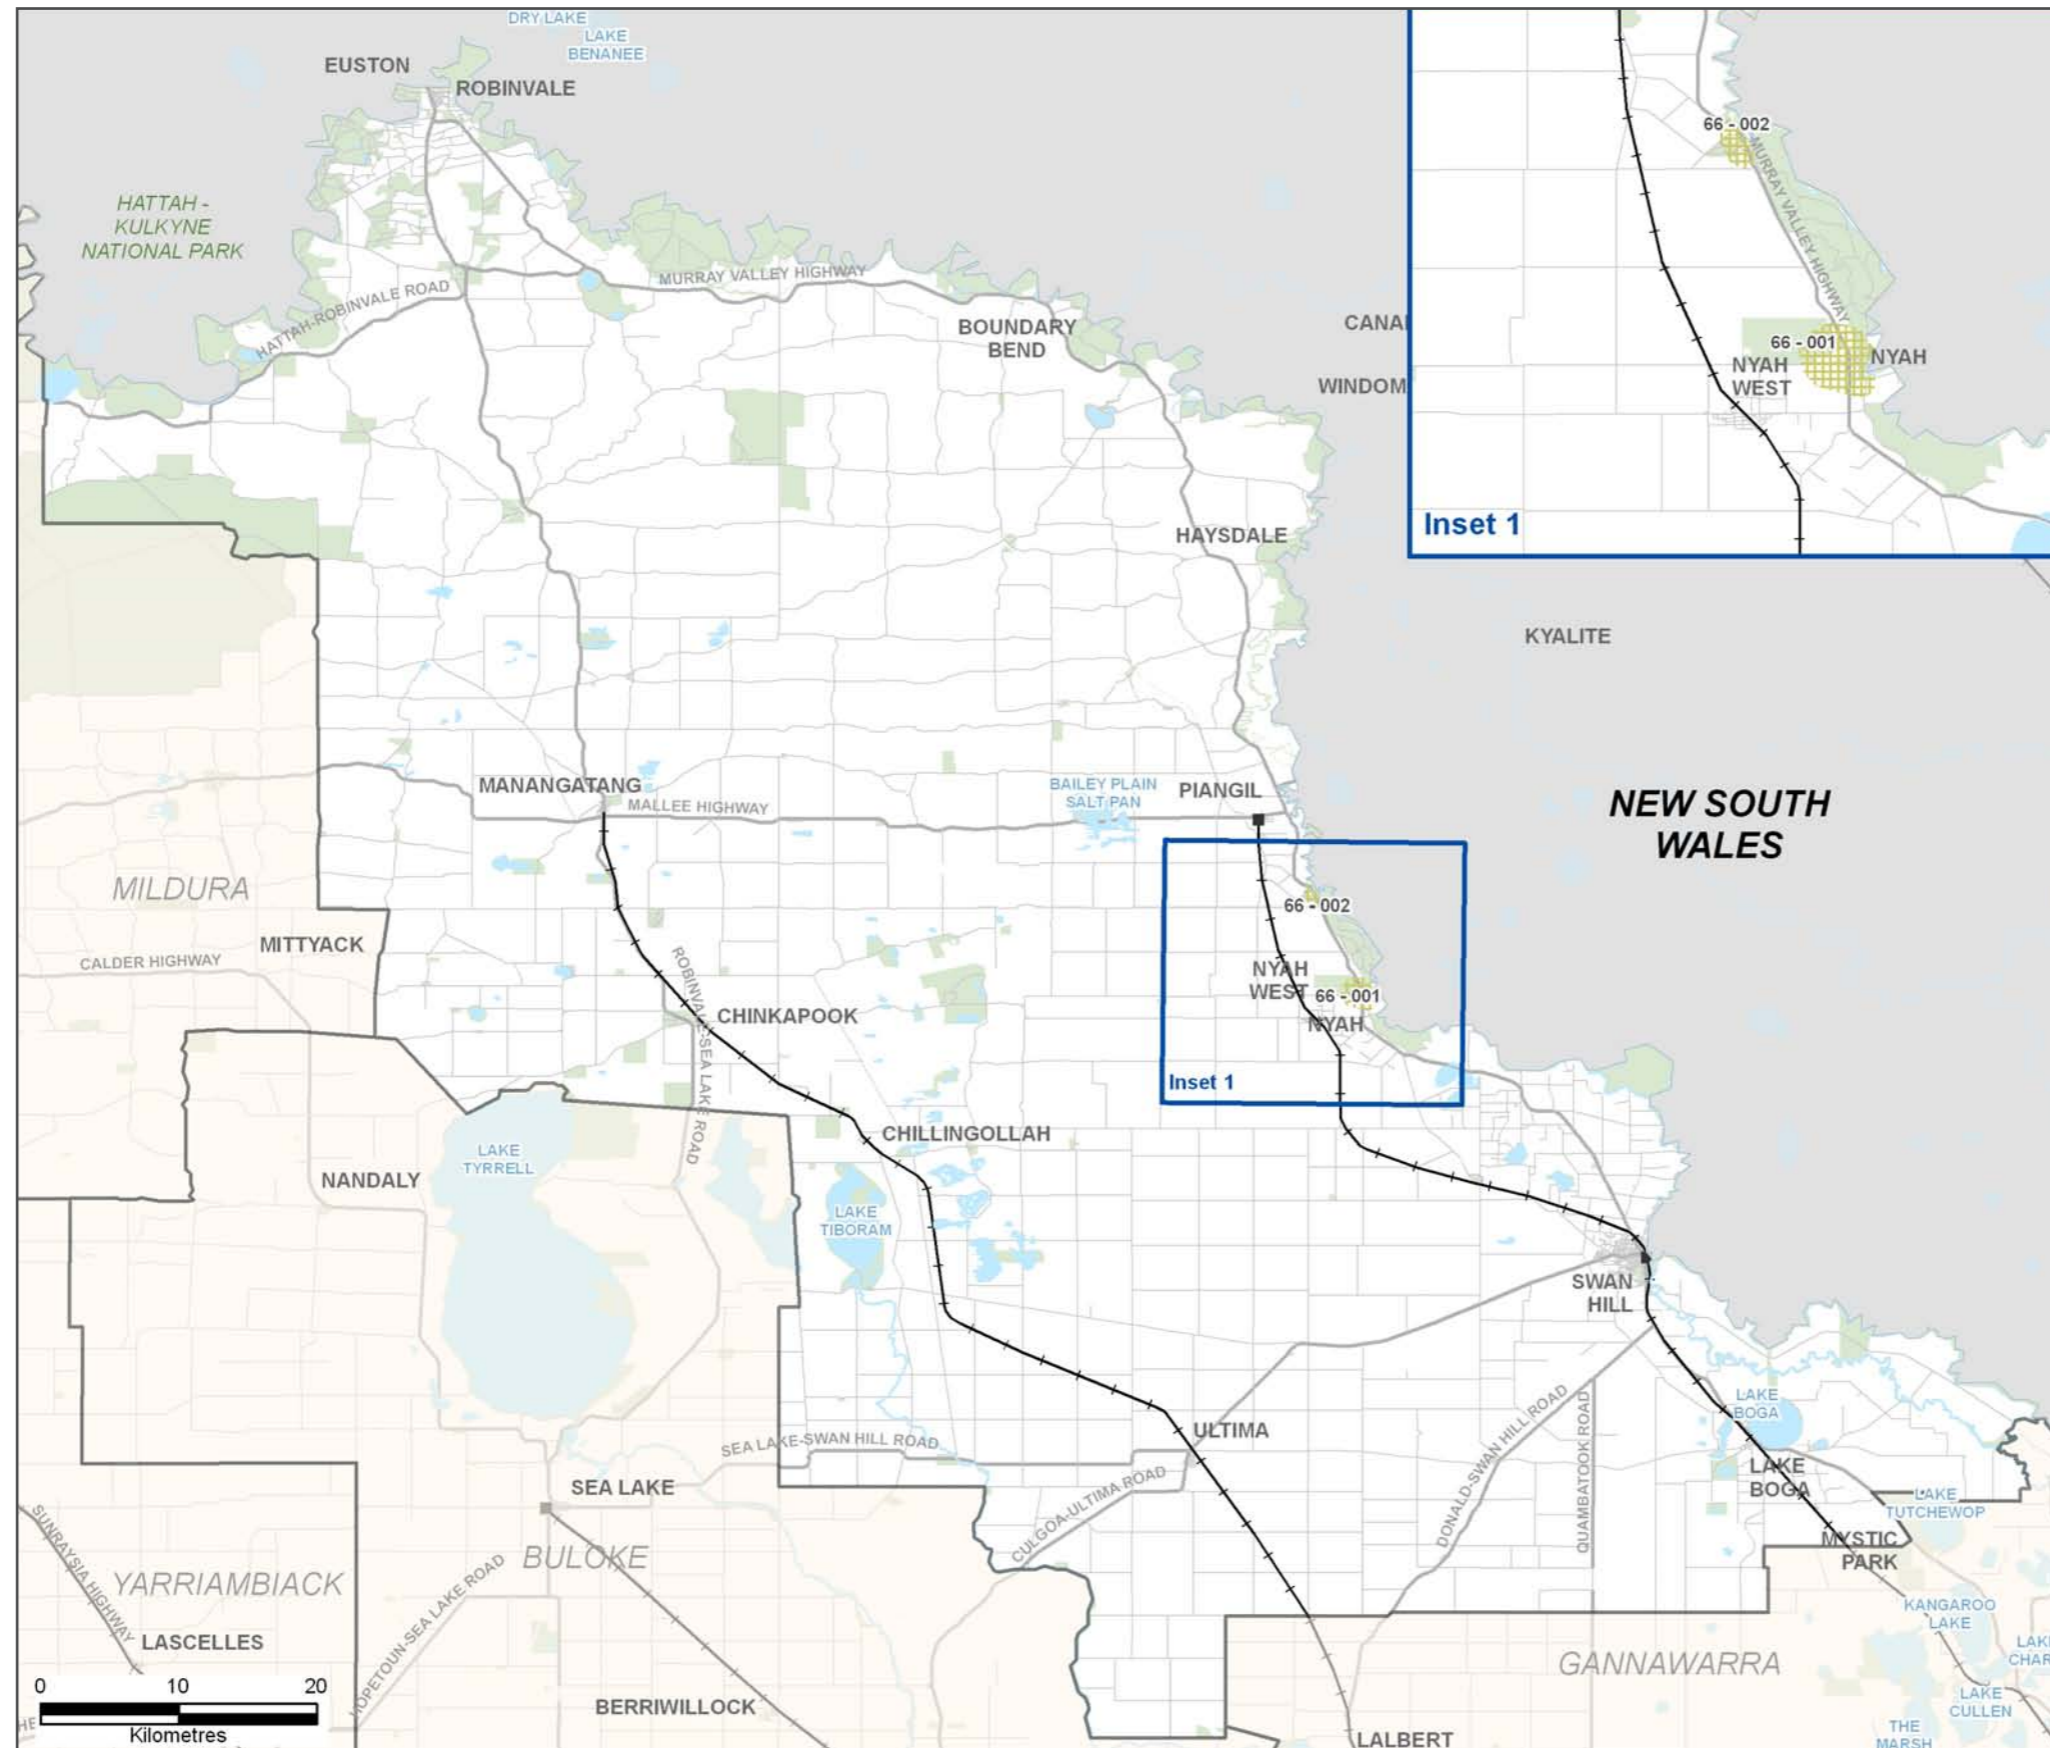 DRY LAKE
LAKE
BENANEE
EUSTON
ROBINVALE
HATTAH -
KULKYNE
NATIONAL PARK
HATTAH-ROBINVALE ROAD
MURRAY VALLEY HIGHWAY
BOUNDARY
BEND
CANA
WINDOM
66 - 002
MURRAY VALLEY HIGHWAY
66 - 001
NYAH
NYAH
WEST
Inset 1
HAYSDALE
KYALITE
MANANGATANG
MALLEE HIGHWAY
BAILEY PLAIN
SALT PAN
PIANGIL
NEW SOUTH
WALES
MILDURA
MITTYACK
CALDER HIGHWAY
66 - 002
NYAH
WEST
66 - 001
NYAH
Inset 1
ROBINVALE-SEA LAKE ROAD
CHINKAPOOK
CHILLINGOLLAH
LAKE
TYRRELL
NANDALY
LAKE
TIBORAM
SWAN
HILL
ULTIMA
SEA LAKE-SWAN HILL ROAD
CULGOA-ULTIMA ROAD
DONALD-SWAN HILL ROAD
QUAMBATOOK ROAD
LAKE
BOGA
LAKE
BOGA
LAKE
TUTCHEWOP
MYSTIC
PARK
SEA LAKE
SUNRAYSIA HIGHWAY
YARRIAMBIACK
BULOKE
HOPETOUN-SEA LAKE ROAD
LASCELLES
KANGAROO
LAKE
GANNAWARRA
LAKE
CHAR
LAKE
CULLEN
THE
MARSH
BERRIWILLOCK
LALBERT
0 10 20
Kilometres
HE